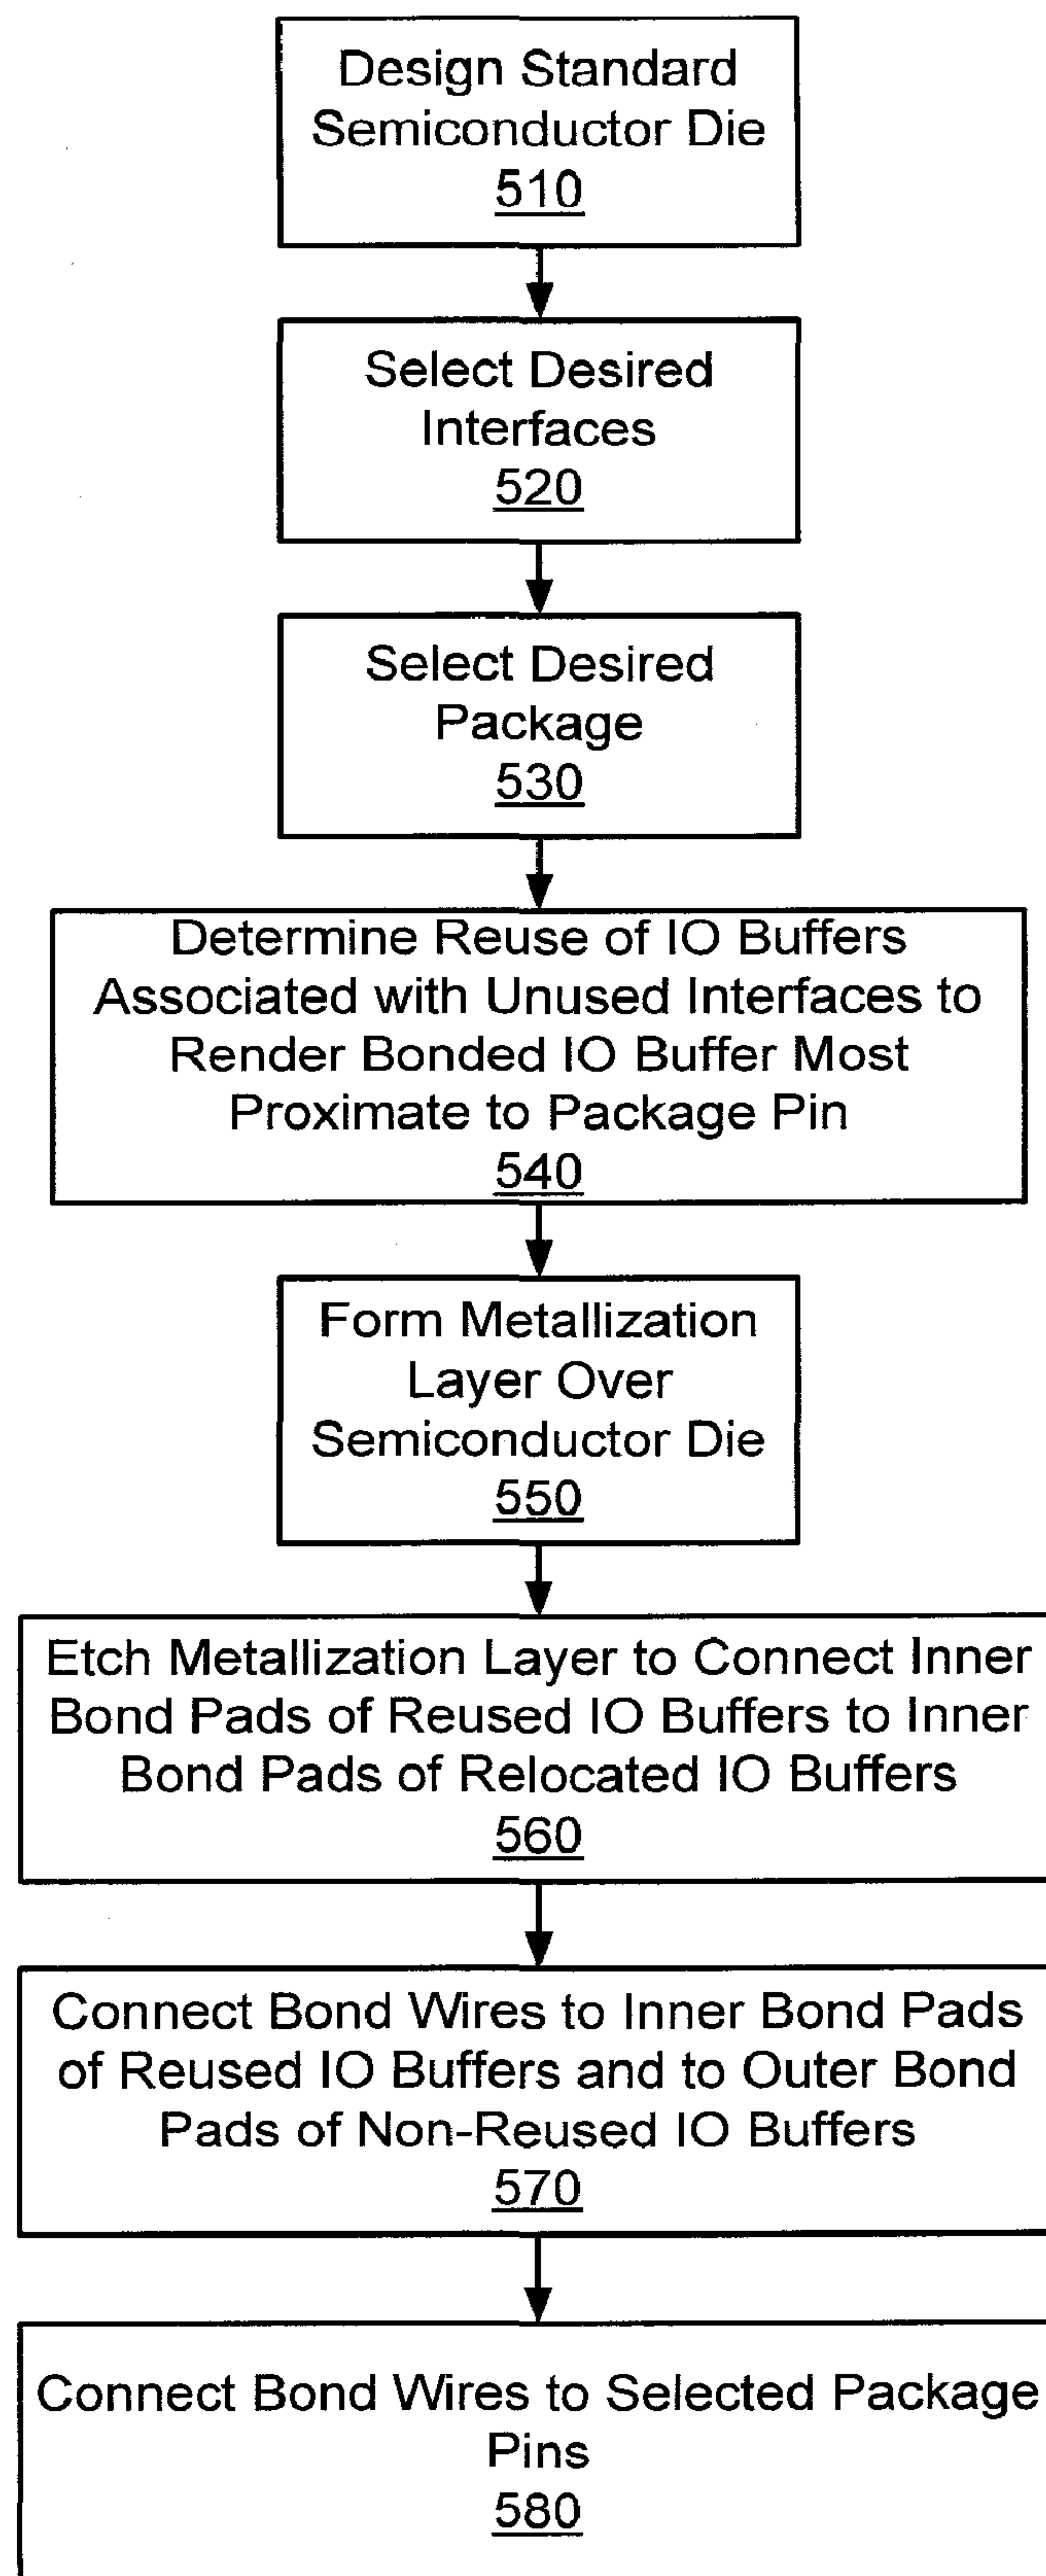 Design Standard
Semiconductor Die
510
Select Desired
Interfaces
520
Select Desired
Package
530
Determine Reuse of IO Buffers
Associated with Unused Interfaces to
Render Bonded IO Buffer Most
Proximate to Package Pin
540
Form Metallization
Layer Over
Semiconductor Die
550
Etch Metallization Layer to Connect Inner
Bond Pads of Reused IO Buffers to Inner
Bond Pads of Relocated IO Buffers
560
Connect Bond Wires to Inner Bond Pads
of Reused IO Buffers and to Outer Bond
Pads of Non-Reused IO Buffers
570
Connect Bond Wires to Selected Package
Pins
580